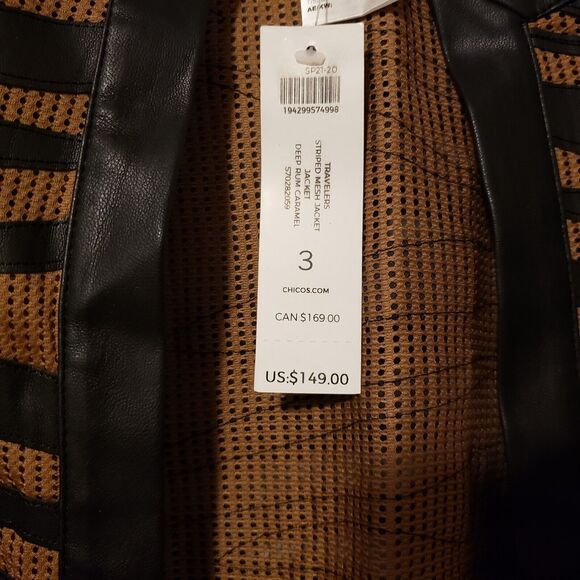 SP21-20
194299574998
TRAVELERS
STRIPED MESH JACKET
JACKET
DEEP RUM CARAMEL
570282059
3
CHICOS.COM
CAN $169.00
US:$149.00